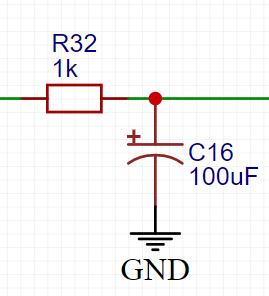 R32
1k
+
C16
100uF
GND